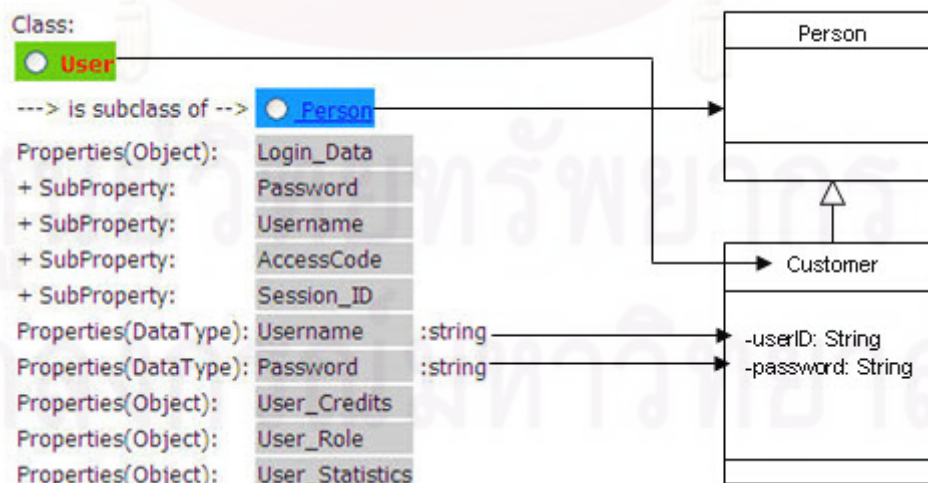 Class:
User
---> is subclass of --> Person
Properties(Object): Login_Data
+ SubProperty: Password
+ SubProperty: Username
+ SubProperty: AccessCode
+ SubProperty: Session_ID
Properties(DataType): Username :string
Properties(DataType): Password :string
Properties(Object): User_Credits
Properties(Object): User_Role
Properties(Object): User_Statistics
Person
Customer
-userID: String
-password: String